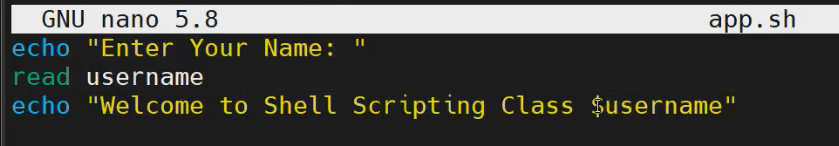 GNU nano 5.8 app.sh
echo "Enter Your Name: "
read username
echo "Welcome to Shell Scripting Class $username"